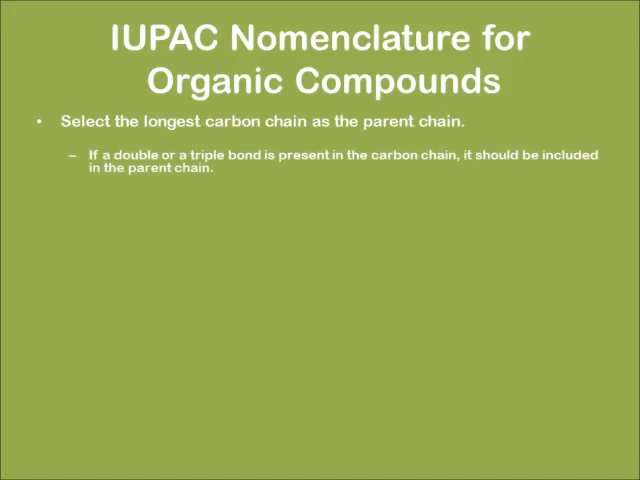 IUPAC Nomenclature for
Organic Compounds
• Select the longest carbon chain as the parent chain.
– If a double or a triple bond is present in the carbon chain, it should be included
in the parent chain.